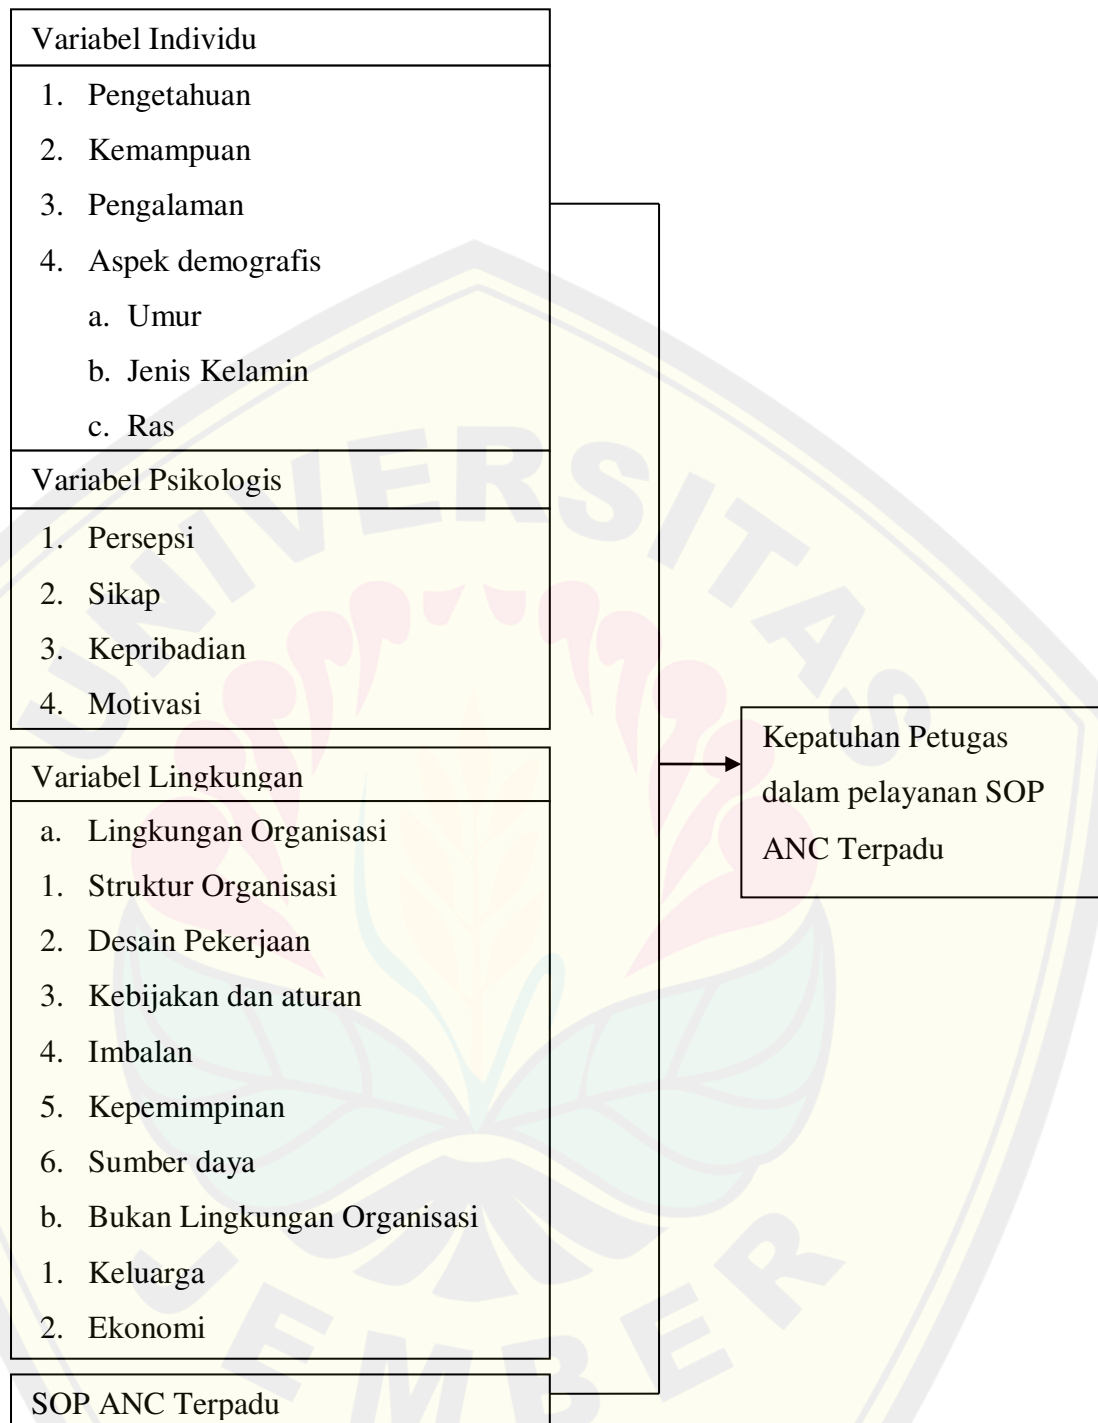 Variabel Individu
1. Pengetahuan
2. Kemampuan
3. Pengalaman
4. Aspek demografis
a. Umur
b. Jenis Kelamin
c. Ras
Variabel Psikologis
1. Persepsi
2. Sikap
3. Kepribadian
4. Motivasi
Variabel Lingkungan
a. Lingkungan Organisasi
1. Struktur Organisasi
2. Desain Pekerjaan
3. Kebijakan dan aturan
4. Imbalan
5. Kepemimpinan
6. Sumber daya
b. Bukan Lingkungan Organisasi
1. Keluarga
2. Ekonomi
SOP ANC Terpadu
Kepatuhan Petugas
dalam pelayanan SOP
ANC Terpadu
UNIVERSITAS
JEMBER